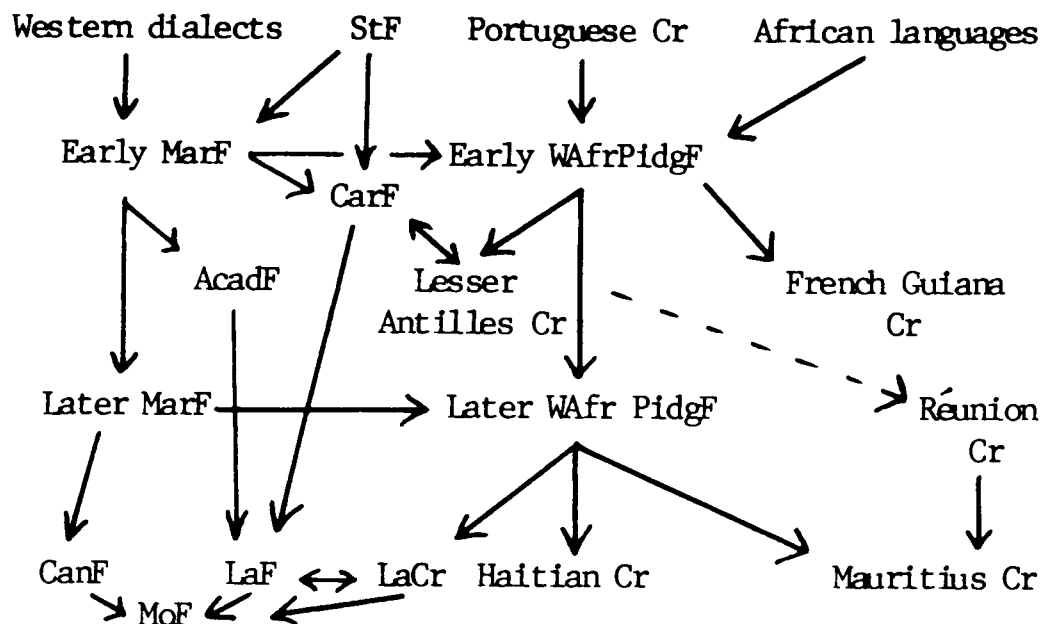 Western dialects StF Portuguese Cr African languages
Early MarF Early WAfrPidgF
CarF
AcadF Lesser French Guiana
Antilles Cr Cr
Later MarF Later WAfr PidgF Réunion
Cr
CanF LaF LaCr Haitian Cr Mauritius Cr
MoF